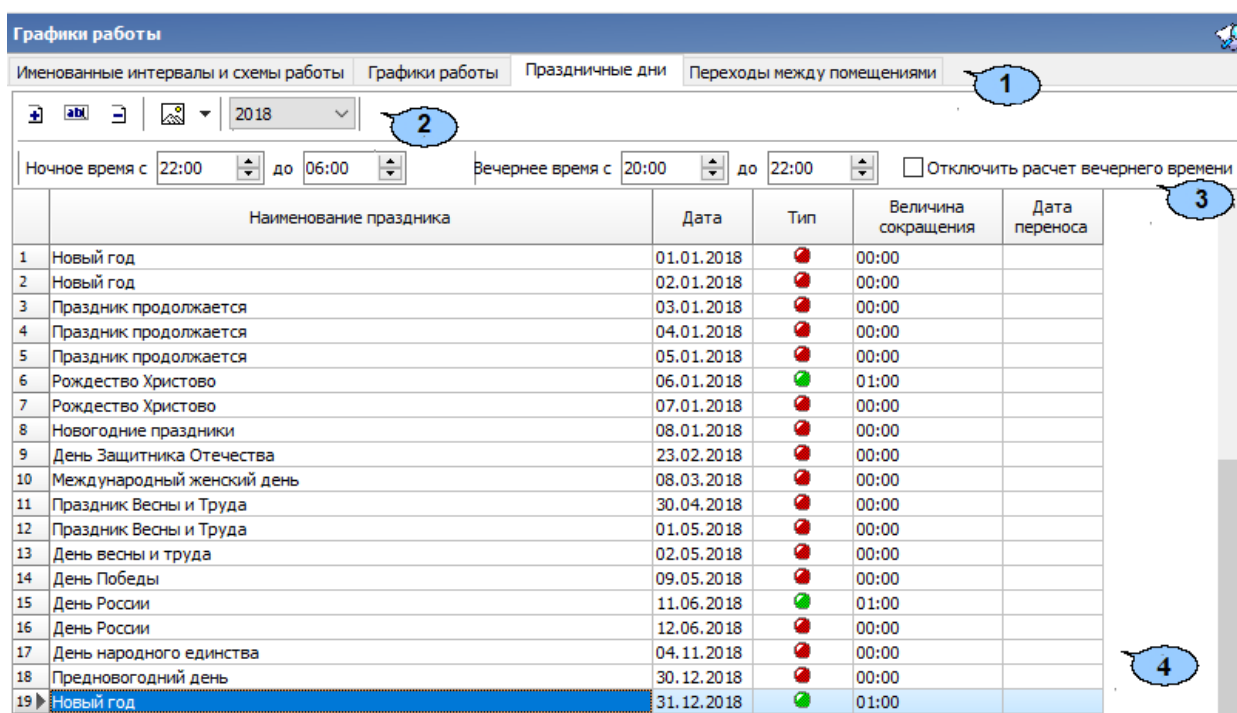 Графики работы
Именованные интервалы и схемы работы Графики работы Праздничные дни Переходы между помещениями 1
abl 2018 2
Ночное время с 22:00 до 06:00 Вечернее время с 20:00 до 22:00 Отключить расчет вечернего времени 3
Наименование праздника Дата Тип Величина сокращения Дата переноса
1 Новый год 01.01.2018 00:00
2 Новый год 02.01.2018 00:00
3 Праздник продолжается 03.01.2018 00:00
4 Праздник продолжается 04.01.2018 00:00
5 Праздник продолжается 05.01.2018 00:00
6 Рождество Христово 06.01.2018 01:00
7 Рождество Христово 07.01.2018 00:00
8 Новогодние праздники 08.01.2018 00:00
9 День Защитника Отечества 23.02.2018 00:00
10 Международный женский день 08.03.2018 00:00
11 Праздник Весны и Труда 30.04.2018 00:00
12 Праздник Весны и Труда 01.05.2018 00:00
13 День весны и труда 02.05.2018 00:00
14 День Победы 09.05.2018 00:00
15 День России 11.06.2018 01:00
16 День России 12.06.2018 00:00
17 День народного единства 04.11.2018 00:00
18 Предновогодний день 30.12.2018 00:00
19 Новый год 31.12.2018 01:00
4